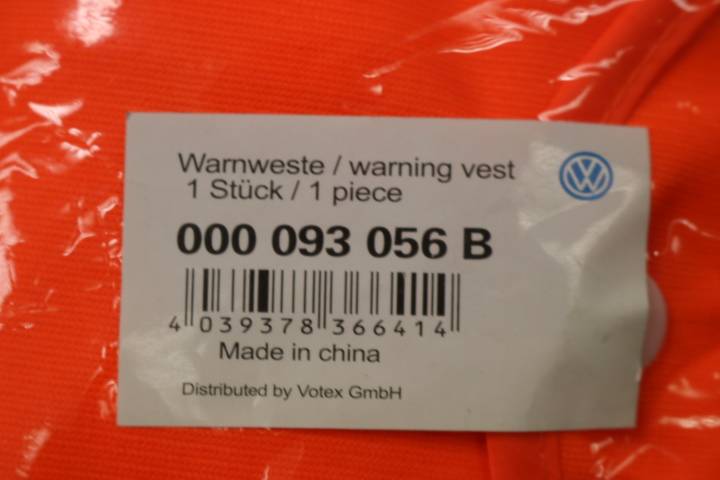 Warnweste / warning vest
1 Stück / 1 piece
000 093 056 B
4 039378 366414
Made in china
Distributed by Votex GmbH
VW